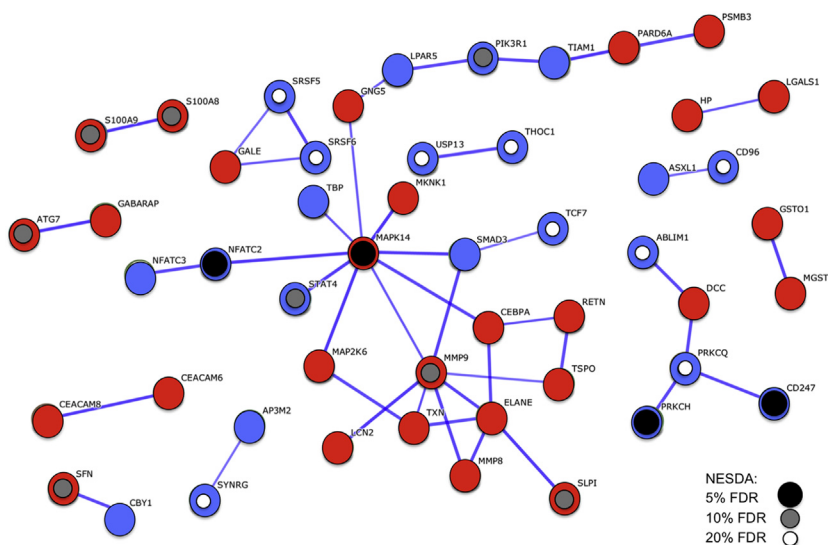 PSMB3
PARD6A
PIK3R1
TIAM1
LPAR5
SRSF5
GNG5
LGALS1
HP
S100A8
S100A9
SRSF6
GALE
USP13
THOC1
CD96
ASXL1
TBP
MKNK1
GABARAP
ATG7
TCF7
GSTO1
MAPK14
NFATC2
NFATC3
SMAD3
ABLIM1
STAT4
DCC
MGST
CEBPA
RETN
MAP2K6
MMP9
TSPO
PRKCQ
CEACAM6
CEACAM8
CD247
AP3M2
TXN
ELANE
PRKCH
LCN2
MMP8
SFN
SYNRG
SLPI
CBY1
NESDA:
5% FDR
10% FDR
20% FDR